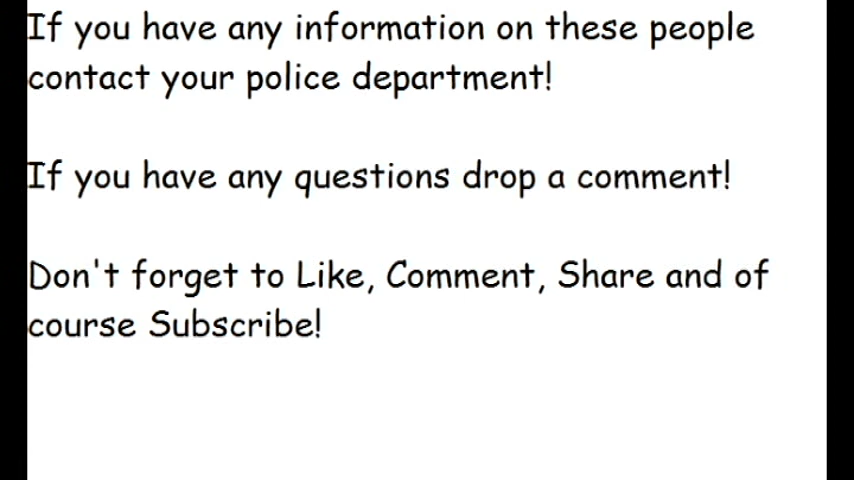 If you have any information on these people
contact your police department!
If you have any questions drop a comment!
Don't forget to Like, Comment, Share and of
course Subscribe!